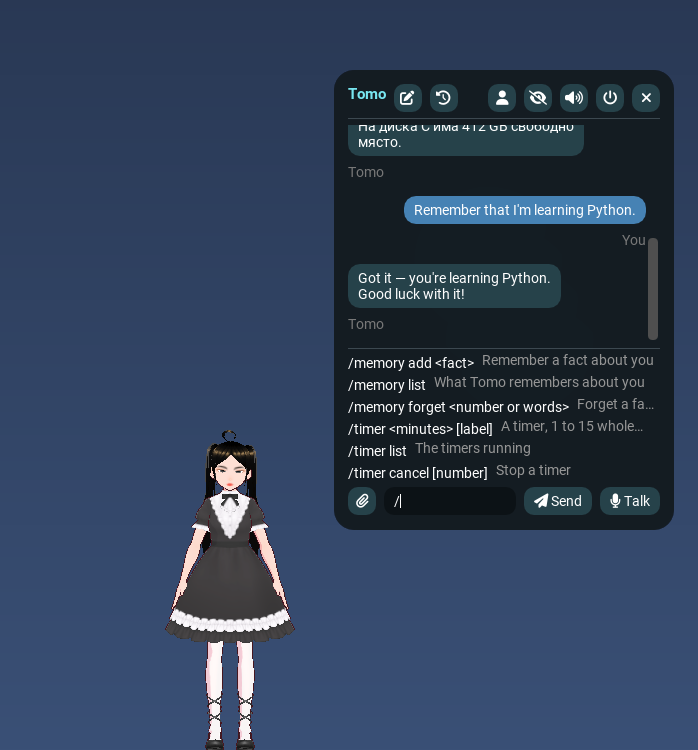 Tomo
На диска C има 412 GB свободно
място.
Tomo
Remember that I'm learning Python.
You
Got it — you're learning Python.
Good luck with it!
Tomo
/memory add <fact> Remember a fact about you
/memory list What Tomo remembers about you
/memory forget <number or words> Forget a fa…
/timer <minutes> [label] A timer, 1 to 15 whole…
/timer list The timers running
/timer cancel [number] Stop a timer
/
Send
Talk